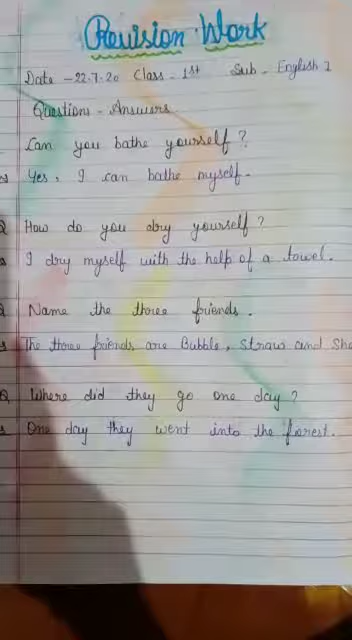 Revision Work
Date - 22.7.20 Class - 1st Sub - English 1
Questions - Answers
Can you bathe yourself?
Yes, I can bathe myself.
Q How do you dry yourself?
I dry myself with the help of a towel.
Q Name the three friends.
The three friends are Bubble, Straw and Sho
Q Where did they go one day?
One day they went into the forest.